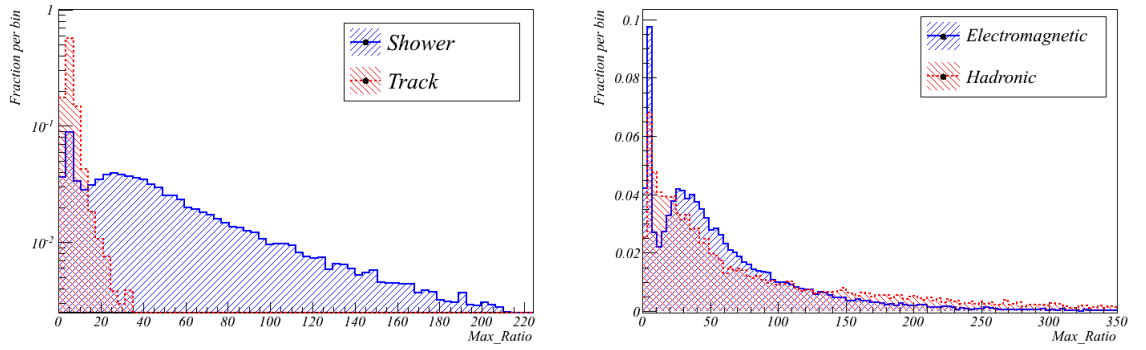 Fraction per bin
1
10-1
10-2
Shower
Track
0 20 40 60 80 100 120 140 160 180 200 220
Max_Ratio
Fraction per bin
0.1
0.08
0.06
0.04
0.02
0
Electromagnetic
Hadronic
0 50 100 150 200 250 300 350
Max_Ratio